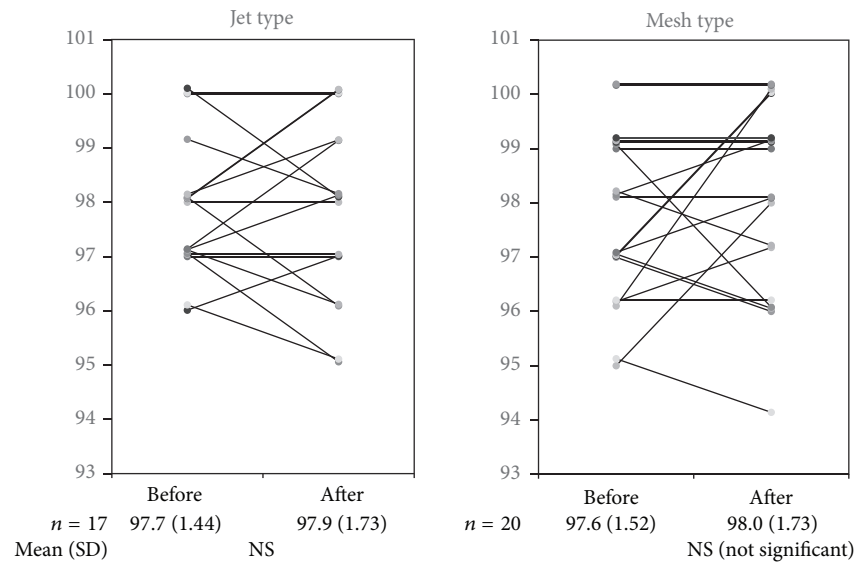 Jet type
101
100
99
98
97
96
95
94
93
Before After
n = 17 97.7 (1.44) 97.9 (1.73)
Mean (SD) NS
Mesh type
101
100
99
98
97
96
95
94
93
Before After
n = 20 97.6 (1.52) 98.0 (1.73)
NS (not significant)